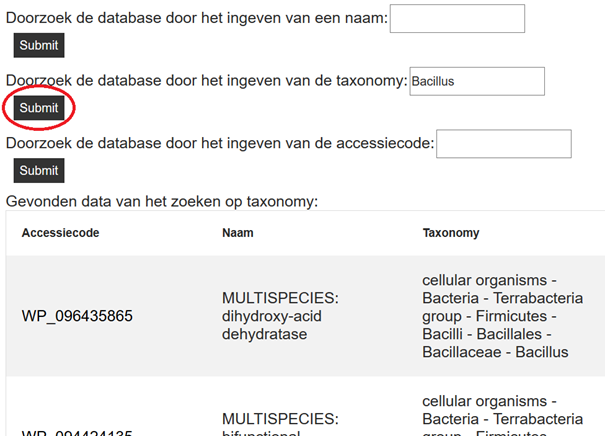 Doorzoek de database door het ingeven van een naam:
Submit
Doorzoek de database door het ingeven van de taxonomy: Bacillus
Submit
Doorzoek de database door het ingeven van de accessiecode:
Submit
Gevonden data van het zoeken op taxonomy:
Accessiecode Naam Taxonomy
cellular organisms -
MULTISPECIES: Bacteria - Terrabacteria
WP_096435865 dihydroxy-acid group - Firmicutes -
dehydratase Bacilli - Bacillales -
Bacillaceae - Bacillus
cellular organisms -
MULTISPECIES: Bacteria - Terrabacteria
WP_094424135 bifunctional group - Firmicutes -